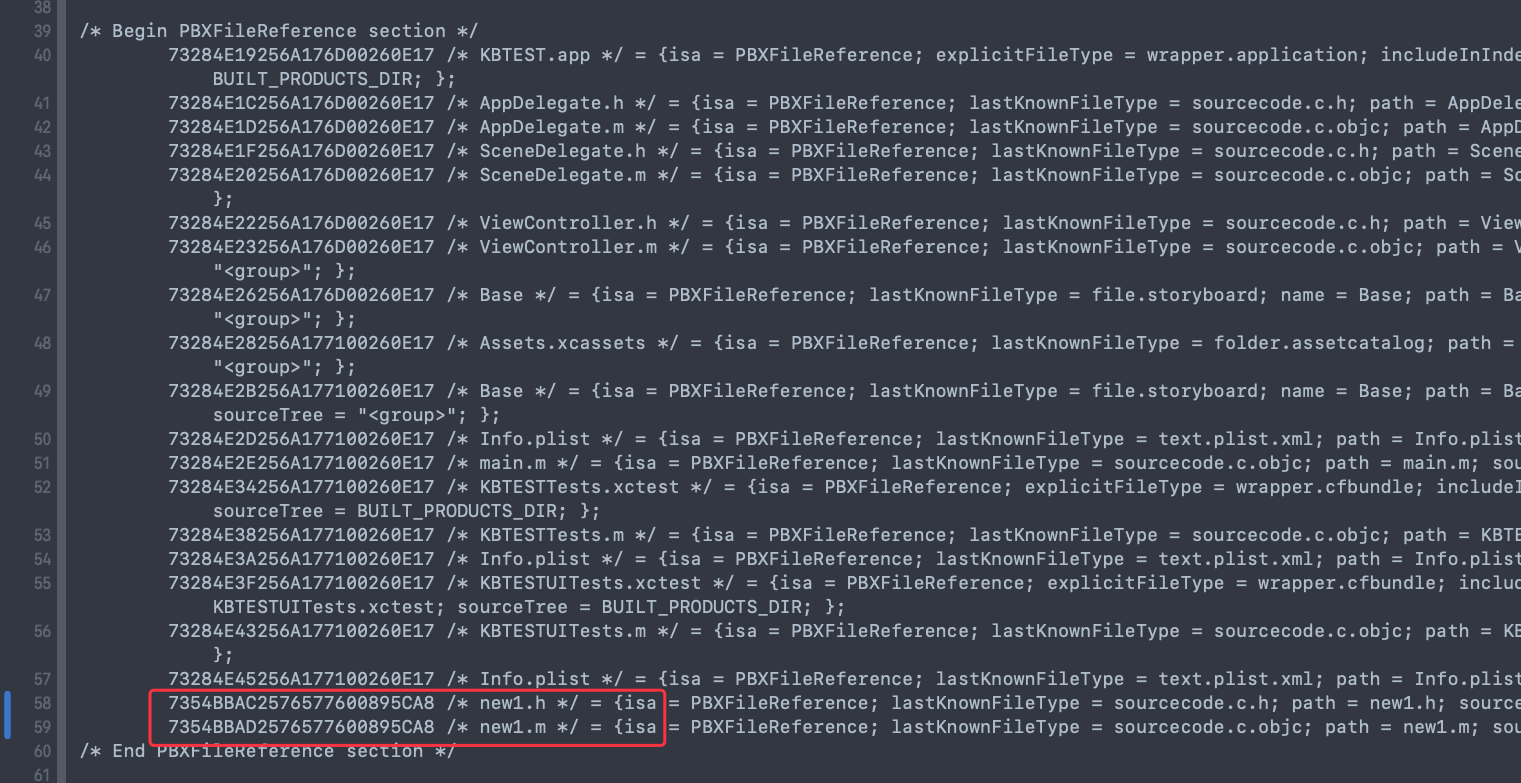 38
39 /* Begin PBXFileReference section */
40 73284E19256A176D00260E17 /* KBTEST.app */ = {isa = PBXFileReference; explicitFileType = wrapper.application; includeInInde
BUILT_PRODUCTS_DIR; };
41 73284E1C256A176D00260E17 /* AppDelegate.h */ = {isa = PBXFileReference; lastKnownFileType = sourcecode.c.h; path = AppDele
42 73284E1D256A176D00260E17 /* AppDelegate.m */ = {isa = PBXFileReference; lastKnownFileType = sourcecode.c.objc; path = AppD
43 73284E1F256A176D00260E17 /* SceneDelegate.h */ = {isa = PBXFileReference; lastKnownFileType = sourcecode.c.h; path = Scene
44 73284E20256A176D00260E17 /* SceneDelegate.m */ = {isa = PBXFileReference; lastKnownFileType = sourcecode.c.objc; path = Sc
};
45 73284E22256A176D00260E17 /* ViewController.h */ = {isa = PBXFileReference; lastKnownFileType = sourcecode.c.h; path = View
46 73284E23256A176D00260E17 /* ViewController.m */ = {isa = PBXFileReference; lastKnownFileType = sourcecode.c.objc; path = V
"<group>"; };
47 73284E26256A176D00260E17 /* Base */ = {isa = PBXFileReference; lastKnownFileType = file.storyboard; name = Base; path = Ba
"<group>"; };
48 73284E28256A177100260E17 /* Assets.xcassets */ = {isa = PBXFileReference; lastKnownFileType = folder.assetcatalog; path =
"<group>"; };
49 73284E2B256A177100260E17 /* Base */ = {isa = PBXFileReference; lastKnownFileType = file.storyboard; name = Base; path = Ba
sourceTree = "<group>"; };
50 73284E2D256A177100260E17 /* Info.plist */ = {isa = PBXFileReference; lastKnownFileType = text.plist.xml; path = Info.plist
51 73284E2E256A177100260E17 /* main.m */ = {isa = PBXFileReference; lastKnownFileType = sourcecode.c.objc; path = main.m; sou
52 73284E34256A177100260E17 /* KBTESTTests.xctest */ = {isa = PBXFileReference; explicitFileType = wrapper.cfbundle; includeI
sourceTree = BUILT_PRODUCTS_DIR; };
53 73284E38256A177100260E17 /* KBTESTTests.m */ = {isa = PBXFileReference; lastKnownFileType = sourcecode.c.objc; path = KBTE
54 73284E3A256A177100260E17 /* Info.plist */ = {isa = PBXFileReference; lastKnownFileType = text.plist.xml; path = Info.plist
55 73284E3F256A177100260E17 /* KBTESTUITests.xctest */ = {isa = PBXFileReference; explicitFileType = wrapper.cfbundle; includ
KBTESTUITests.xctest; sourceTree = BUILT_PRODUCTS_DIR; };
56 73284E43256A177100260E17 /* KBTESTUITests.m */ = {isa = PBXFileReference; lastKnownFileType = sourcecode.c.objc; path = KB
};
57 73284E45256A177100260E17 /* Info.plist */ = {isa = PBXFileReference; lastKnownFileType = text.plist.xml; path = Info.plist
58 7354BBAC2576577600895CA8 /* new1.h */ = {isa = PBXFileReference; lastKnownFileType = sourcecode.c.h; path = new1.h; source
59 7354BBAD2576577600895CA8 /* new1.m */ = {isa = PBXFileReference; lastKnownFileType = sourcecode.c.objc; path = new1.m; sou
60 /* End PBXFileReference section */
61